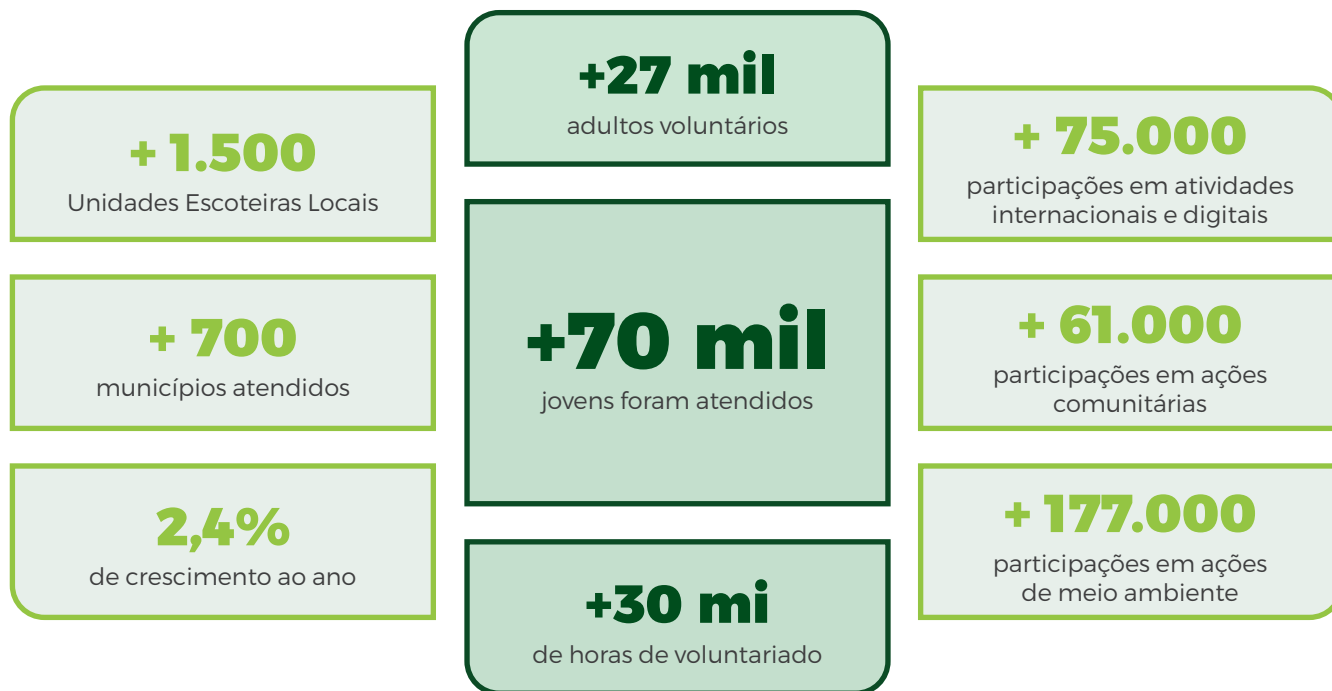 + 1.500
Unidades Escoteiras Locais
+ 700
municípios atendidos
2,4%
de crescimento ao ano
+27 mil
adultos voluntários
+70 mil
jovens foram atendidos
+30 mi
de horas de voluntariado
+ 75.000
participações em atividades
internacionais e digitais
+ 61.000
participações em ações
comunitárias
+ 177.000
participações em ações
de meio ambiente